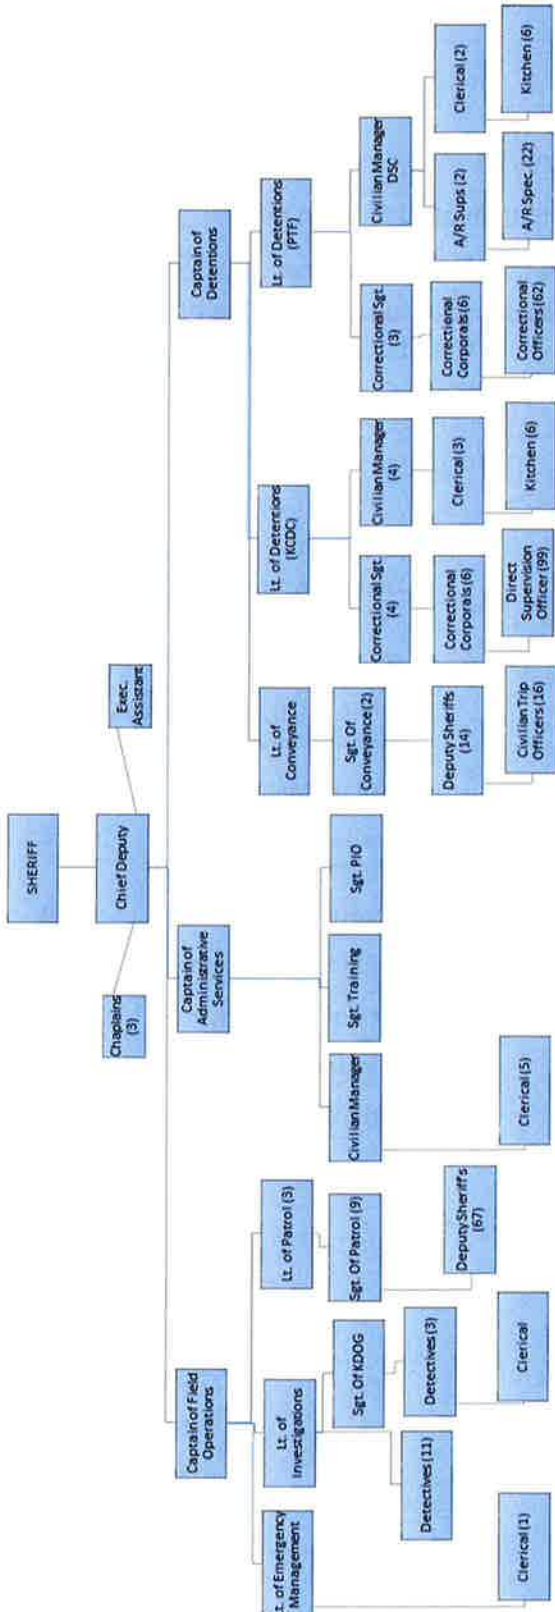 SHERIFF
Chief Deputy
Chaplains
(3)
Exec.
Assistant
Captain of Field
Operations
Captain of
Administrative
Services
Captain of
Detentions
Lt. of Emergency
Management
Lt. of
Investigations
Lt. of Patrol (3)
Lt. of
Conveyance
Lt. of Detentions
(KCDC)
Lt. of Detentions
(PTF)
Sgt. Of KDOG
Sgt. Of Patrol (9)
Civilian Manager
Sgt. Training
Sgt. PIO
Sgt. Of
Conveyance (2)
Correctional Sgt.
(4)
Civilian Manager
(4)
Correctional Sgt.
(3)
Civilian Manager
DSC
Detectives (11)
Detectives (3)
Deputy Sheriffs
(67)
Deputy Sheriffs
(14)
Correctional
Corporals (6)
Clerical (3)
Correctional
Corporals (6)
A/R Sups (2)
Clerical (2)
Clerical (1)
Clerical
Clerical (5)
Civilian Trip
Officers (16)
Direct
Supervision
Officer (99)
Kitchen (6)
Correctional
Officers (62)
A/R Spec. (22)
Kitchen (6)